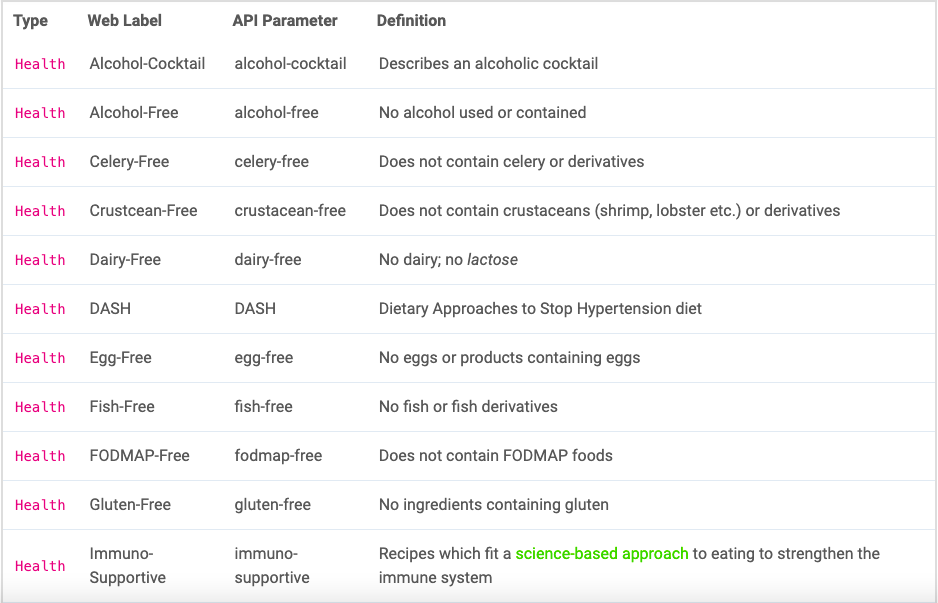 Type Web Label API Parameter Definition
Health Alcohol-Cocktail alcohol-cocktail Describes an alcoholic cocktail
Health Alcohol-Free alcohol-free No alcohol used or contained
Health Celery-Free celery-free Does not contain celery or derivatives
Health Crustcean-Free crustacean-free Does not contain crustaceans (shrimp, lobster etc.) or derivatives
Health Dairy-Free dairy-free No dairy; no lactose
Health DASH DASH Dietary Approaches to Stop Hypertension diet
Health Egg-Free egg-free No eggs or products containing eggs
Health Fish-Free fish-free No fish or fish derivatives
Health FODMAP-Free fodmap-free Does not contain FODMAP foods
Health Gluten-Free gluten-free No ingredients containing gluten
Health Immuno- immuno- Recipes which fit a science-based approach to eating to strengthen the
Supportive supportive immune system